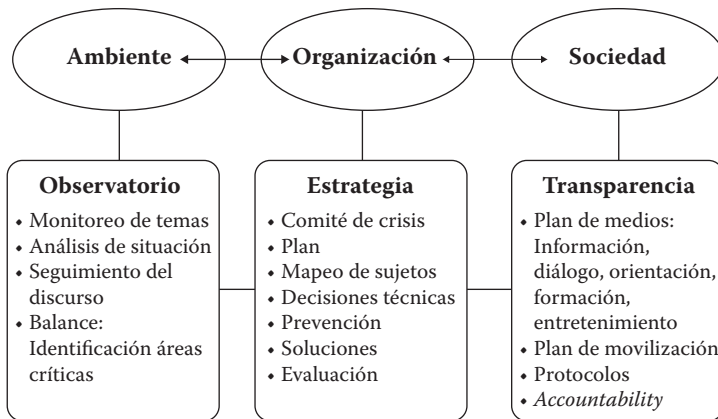 Ambiente
Organización
Sociedad
Observatorio
• Monitoreo de temas
• Análisis de situación
• Seguimiento del
discurso
• Balance:
Identificación áreas
críticas
Estrategia
• Comité de crisis
• Plan
• Mapeo de sujetos
• Decisiones técnicas
• Prevención
• Soluciones
• Evaluación
Transparencia
• Plan de medios:
Información,
diálogo, orientación,
formación,
entretenimiento
• Plan de movilización
• Protocolos
• Accountability